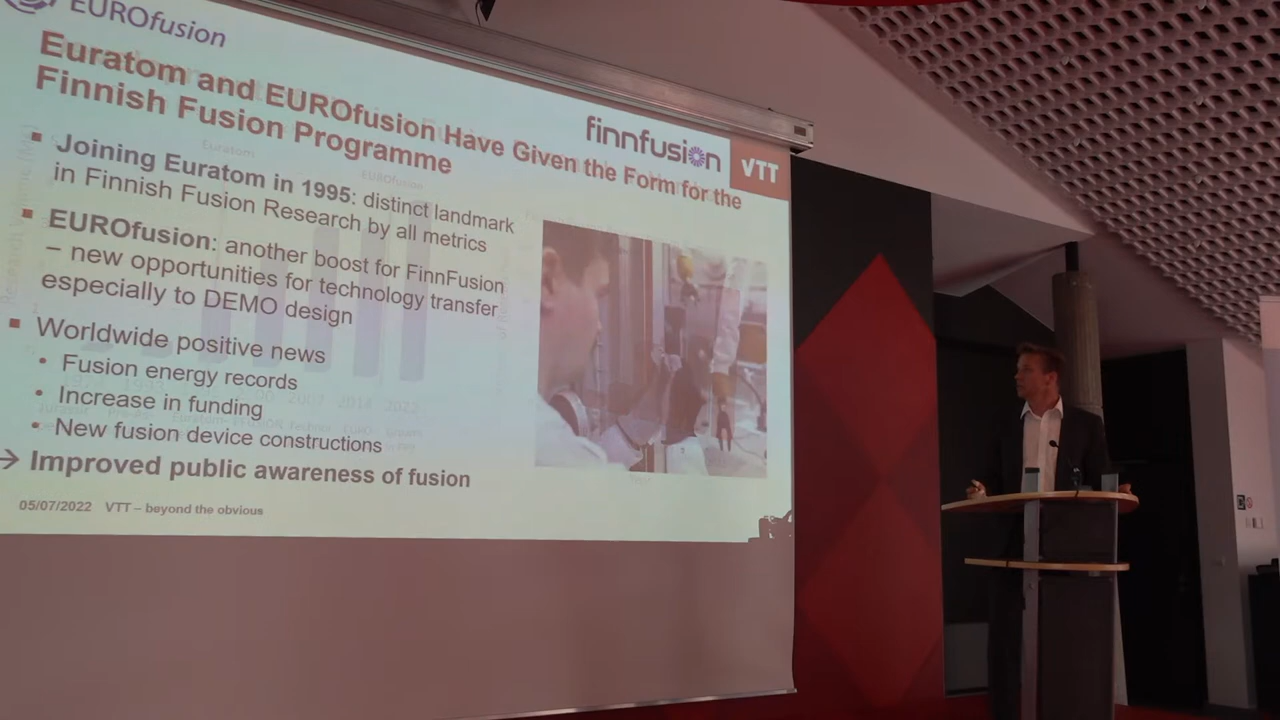 EUROfusion
Euratom and EUROfusion Have Given the Form for the
Finnish Fusion Programme
finnfusion
VTT
▪ Joining Euratom in 1995: distinct landmark
in Finnish Fusion Research by all metrics
▪ EUROfusion: another boost for FinnFusion
– new opportunities for technology transfer
especially to DEMO design
▪ Worldwide positive news
• Fusion energy records
• Increase in funding
• New fusion device constructions
→ Improved public awareness of fusion
05/07/2022 VTT – beyond the obvious